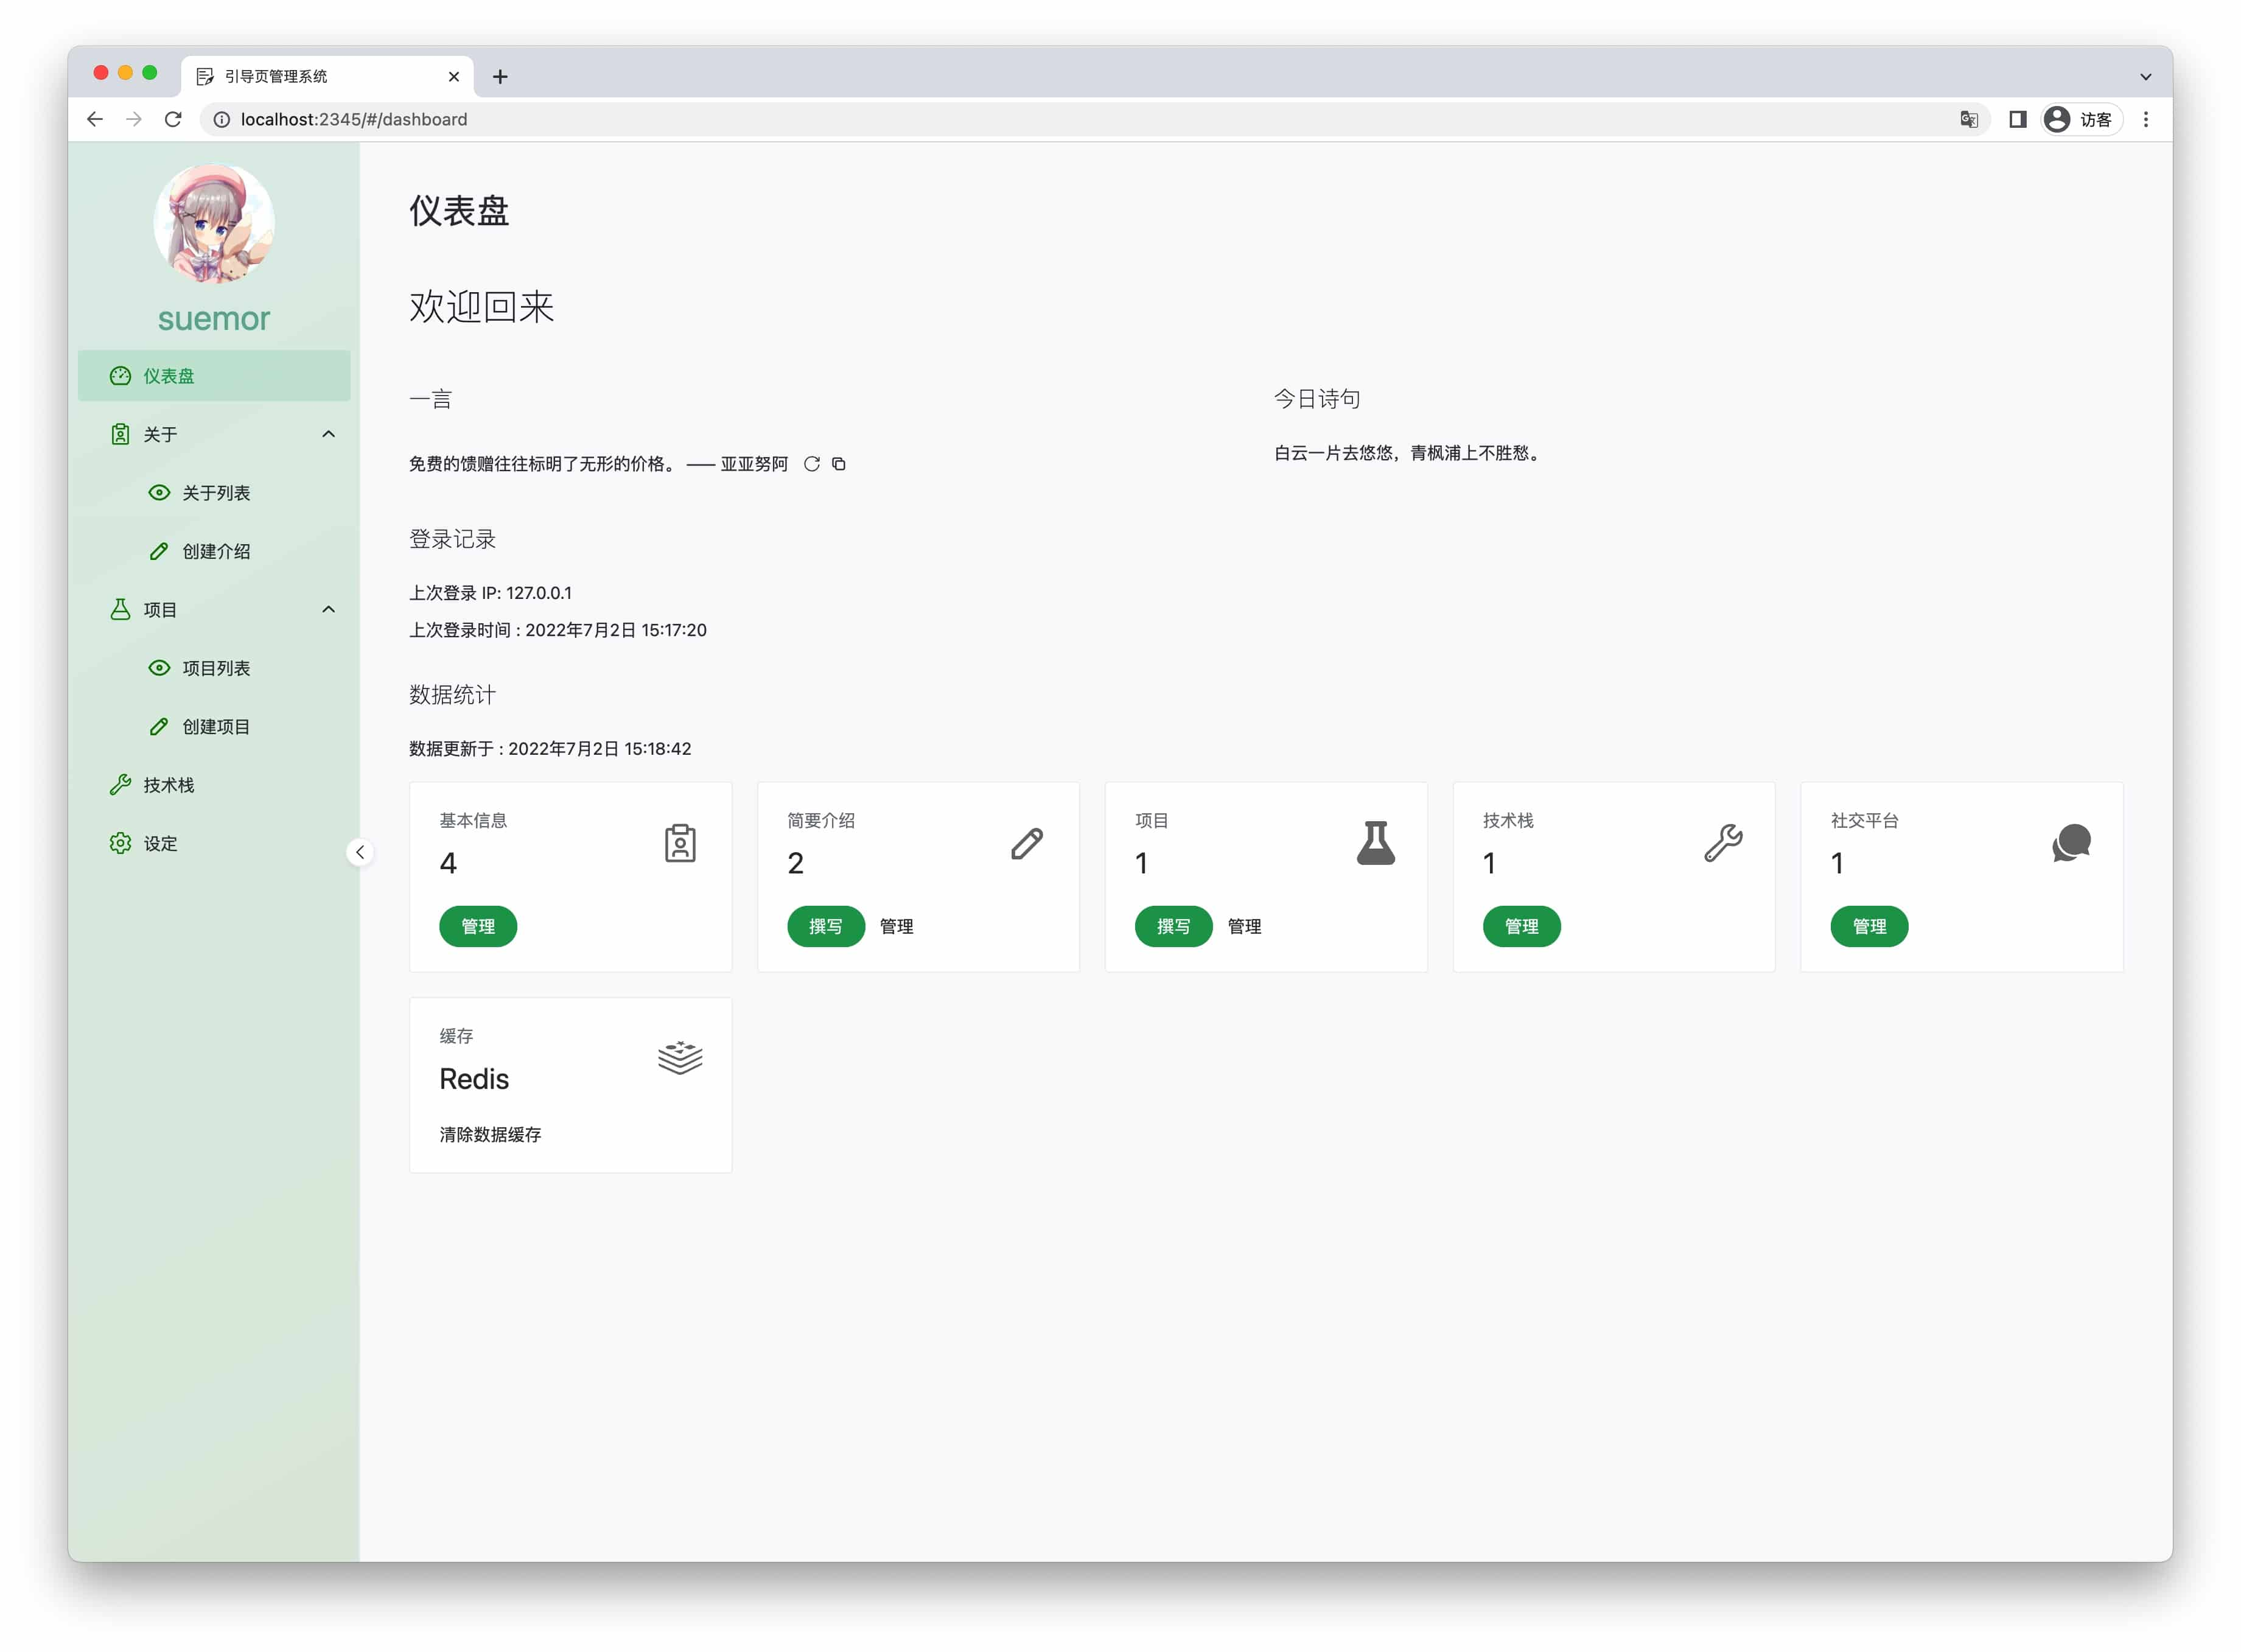 引导页管理系统
localhost:2345/#/dashboard
访客
suemor
仪表盘
关于
关于列表
创建介绍
项目
项目列表
创建项目
技术栈
设定
仪表盘
欢迎回来
一言
免费的馈赠往往标明了无形的价格。 —— 亚亚努阿
今日诗句
白云一片去悠悠，青枫浦上不胜愁。
登录记录
上次登录 IP: 127.0.0.1
上次登录时间 : 2022年7月2日 15:17:20
数据统计
数据更新于 : 2022年7月2日 15:18:42
基本信息
4
管理
简要介绍
2
撰写 管理
项目
1
撰写 管理
技术栈
1
管理
社交平台
1
管理
缓存
Redis
清除数据缓存